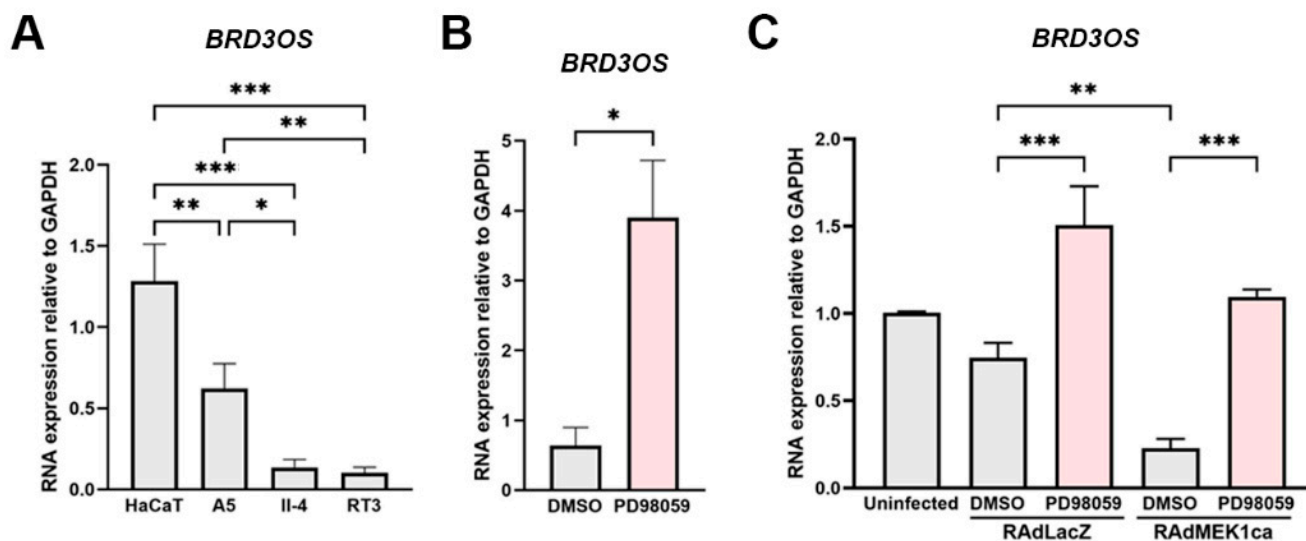 A
BRD3OS
***
**
***
**
*
RNA expression relative to GAPDH
2.0
1.5
1.0
0.5
0.0
HaCaT A5 II-4 RT3
B
BRD3OS
*
RNA expression relative to GAPDH
5
4
3
2
1
0
DMSO PD98059
C
BRD3OS
**
***
***
RNA expression relative to GAPDH
2.0
1.5
1.0
0.5
0.0
Uninfected DMSO PD98059 DMSO PD98059
RAdLacZ RAdMEK1ca